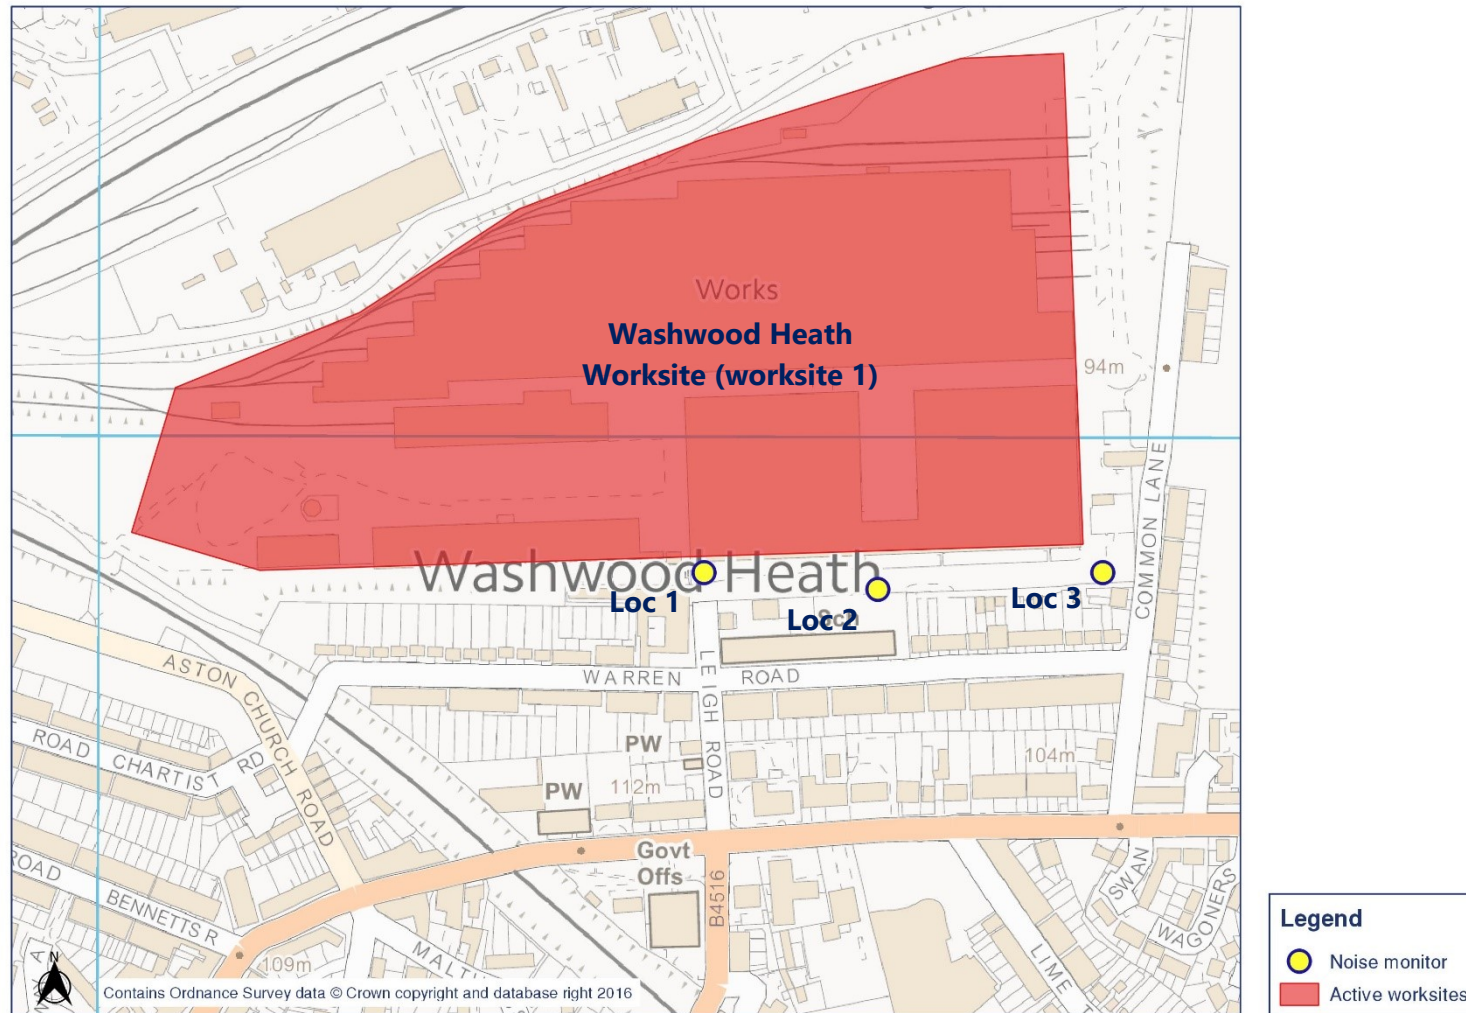 Works
Washwood Heath
Worksite (worksite 1)
94m
COMMON LANE
Washwood Heath
Loc 1
Loc 2
Sch
Loc 3
WARREN ROAD
LEIGH ROAD
ASTON CHURCH ROAD
ROAD
CHARTIST RD
PW
PW
112m
104m
Govt
Offs
B4516
ROAD
BENNETTS R
109m
SWAN
WAGONERS
LIME T
N
Contains Ordnance Survey data © Crown copyright and database right 2016
Legend
Noise monitor
Active worksites